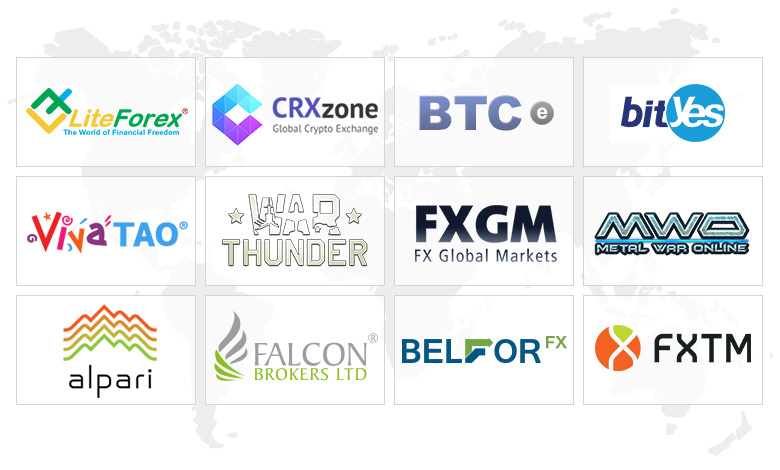 LiteForex®
The World of Financial Freedom
CRXzone
Global Crypto Exchange
BTC e
bityes
VivaTAO®
WAR
THUNDER
FXGM
FX Global Markets
MWO
METAL WAR ONLINE
alpari
FALCON®
BROKERS LTD
BELFOR FX
FXTM